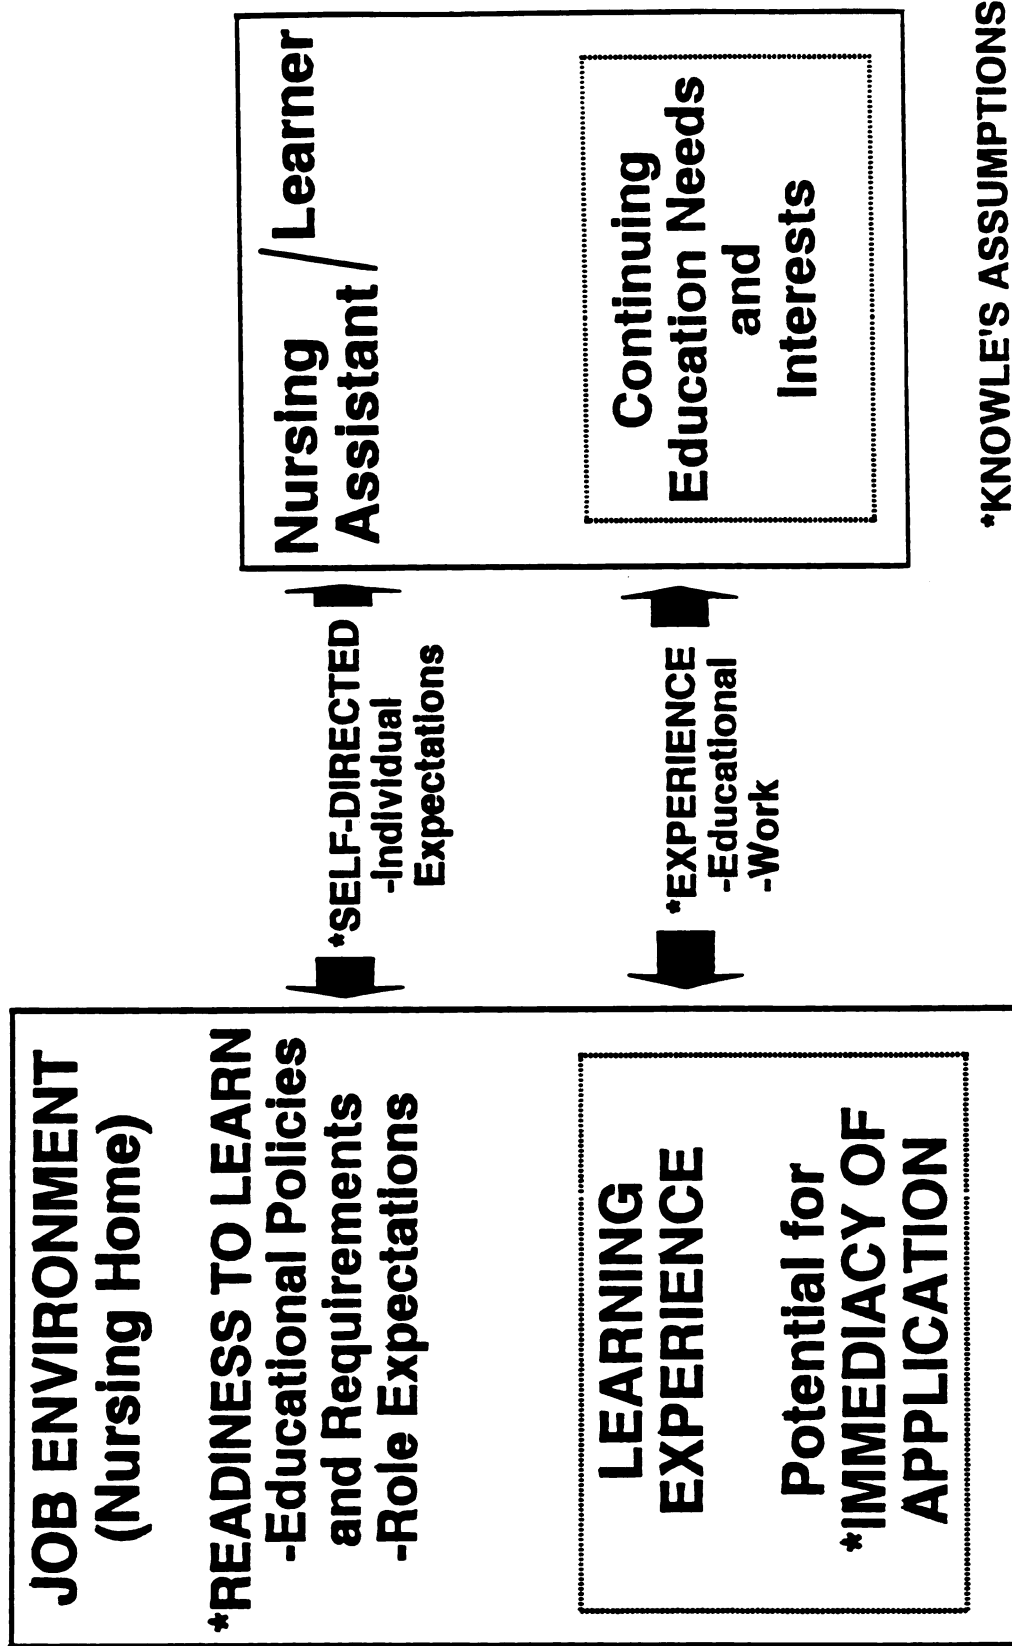 JOB ENVIRONMENT
(Nursing Home)
*READINESS TO LEARN
-Educational Policies
and Requirements
-Role Expectations
LEARNING
EXPERIENCE
Potential for
*IMMEDIACY OF
APPLICATION
*SELF-DIRECTED
-Individual
Expectations
*EXPERIENCE
-Educational
-Work
Nursing
Assistant / Learner
Continuing
Education Needs
and
Interests
*KNOWLE'S ASSUMPTIONS